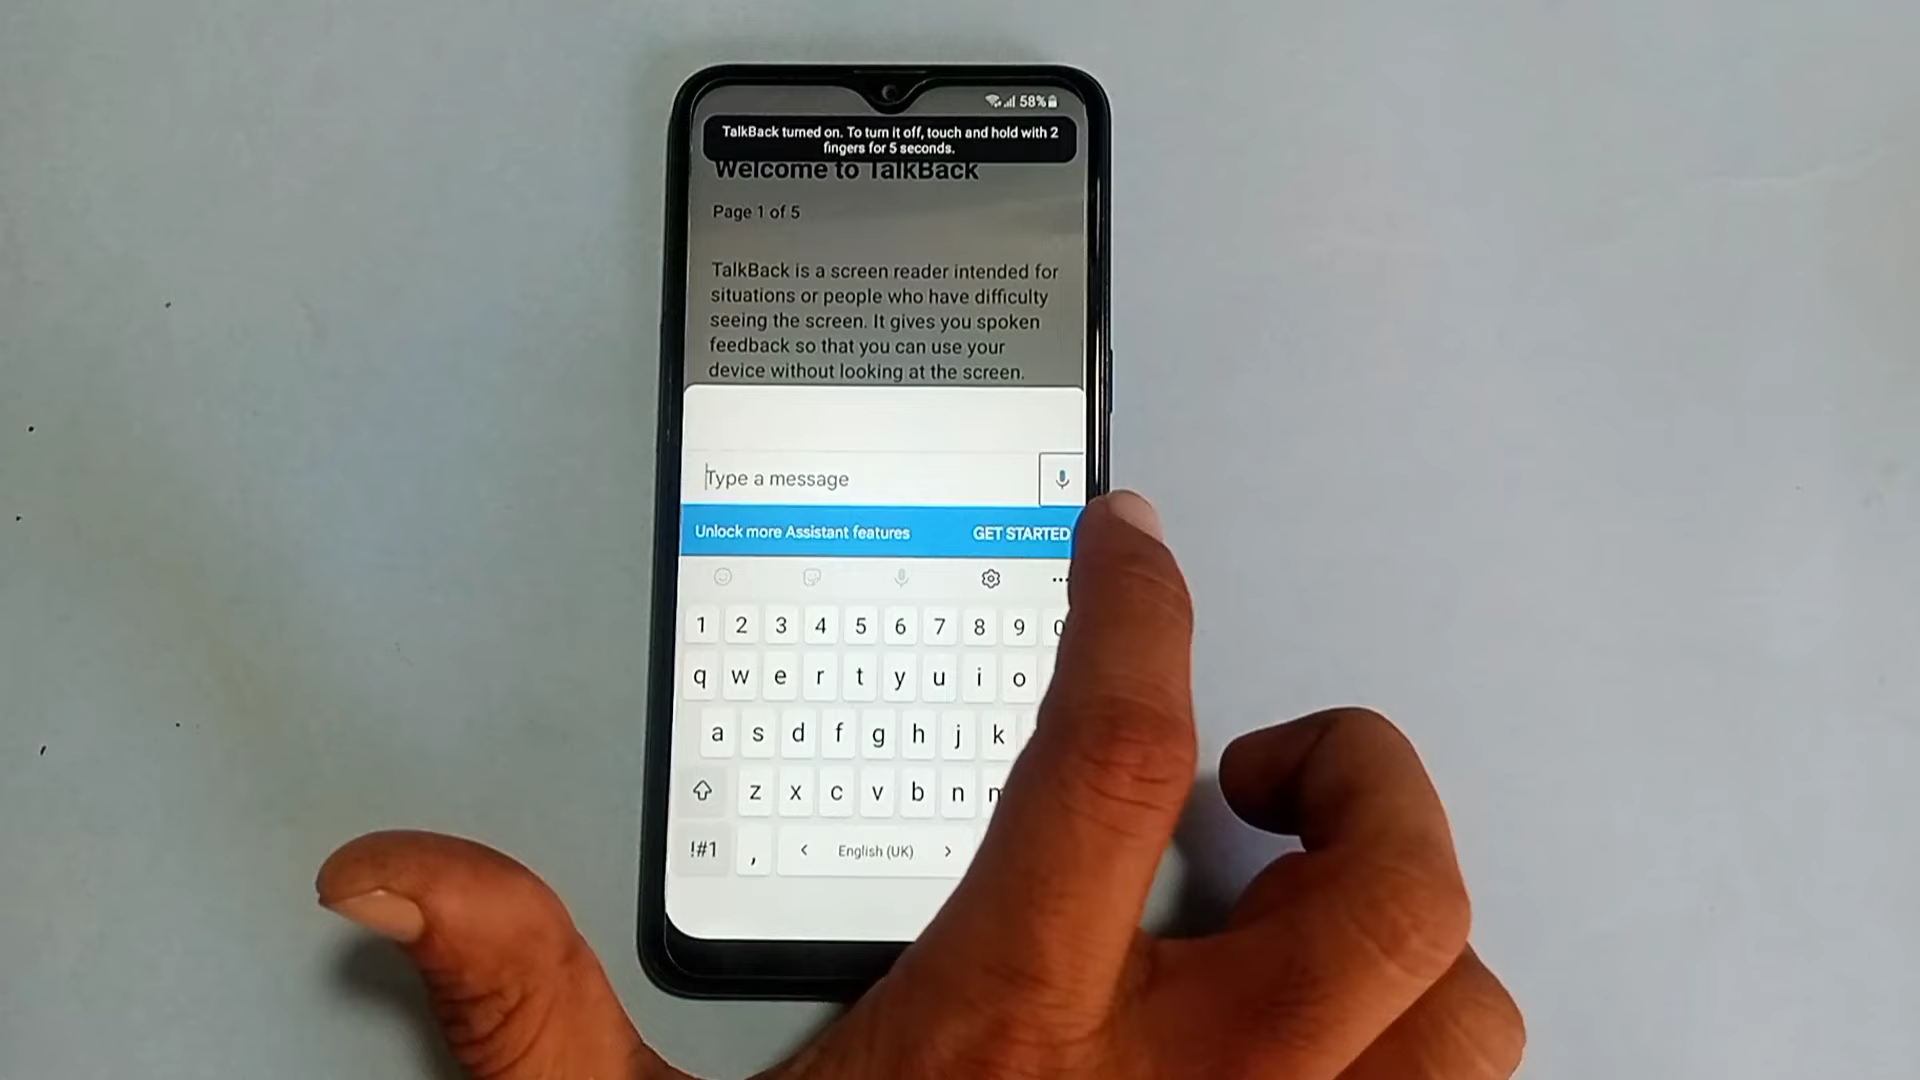 58%
TalkBack turned on. To turn it off, touch and hold with 2
fingers for 5 seconds.
Welcome to TalkBack
Page 1 of 5
TalkBack is a screen reader intended for
situations or people who have difficulty
seeing the screen. It gives you spoken
feedback so that you can use your
device without looking at the screen.
Type a message
Unlock more Assistant features GET STARTED
1 2 3 4 5 6 7 8 9 0
q w e r t y u i o
a s d f g h j k
z x c v b n m
!#1 , < English (UK) >